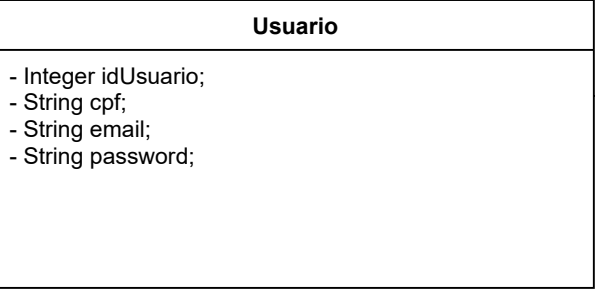 Usuario
- Integer idUsuario;
- String cpf;
- String email;
- String password;